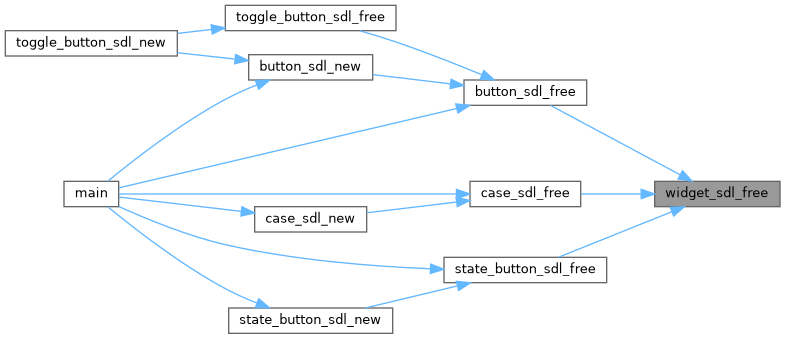 toggle_button_sdl_free
toggle_button_sdl_new
button_sdl_new
button_sdl_free
main
case_sdl_free
widget_sdl_free
case_sdl_new
state_button_sdl_free
state_button_sdl_new